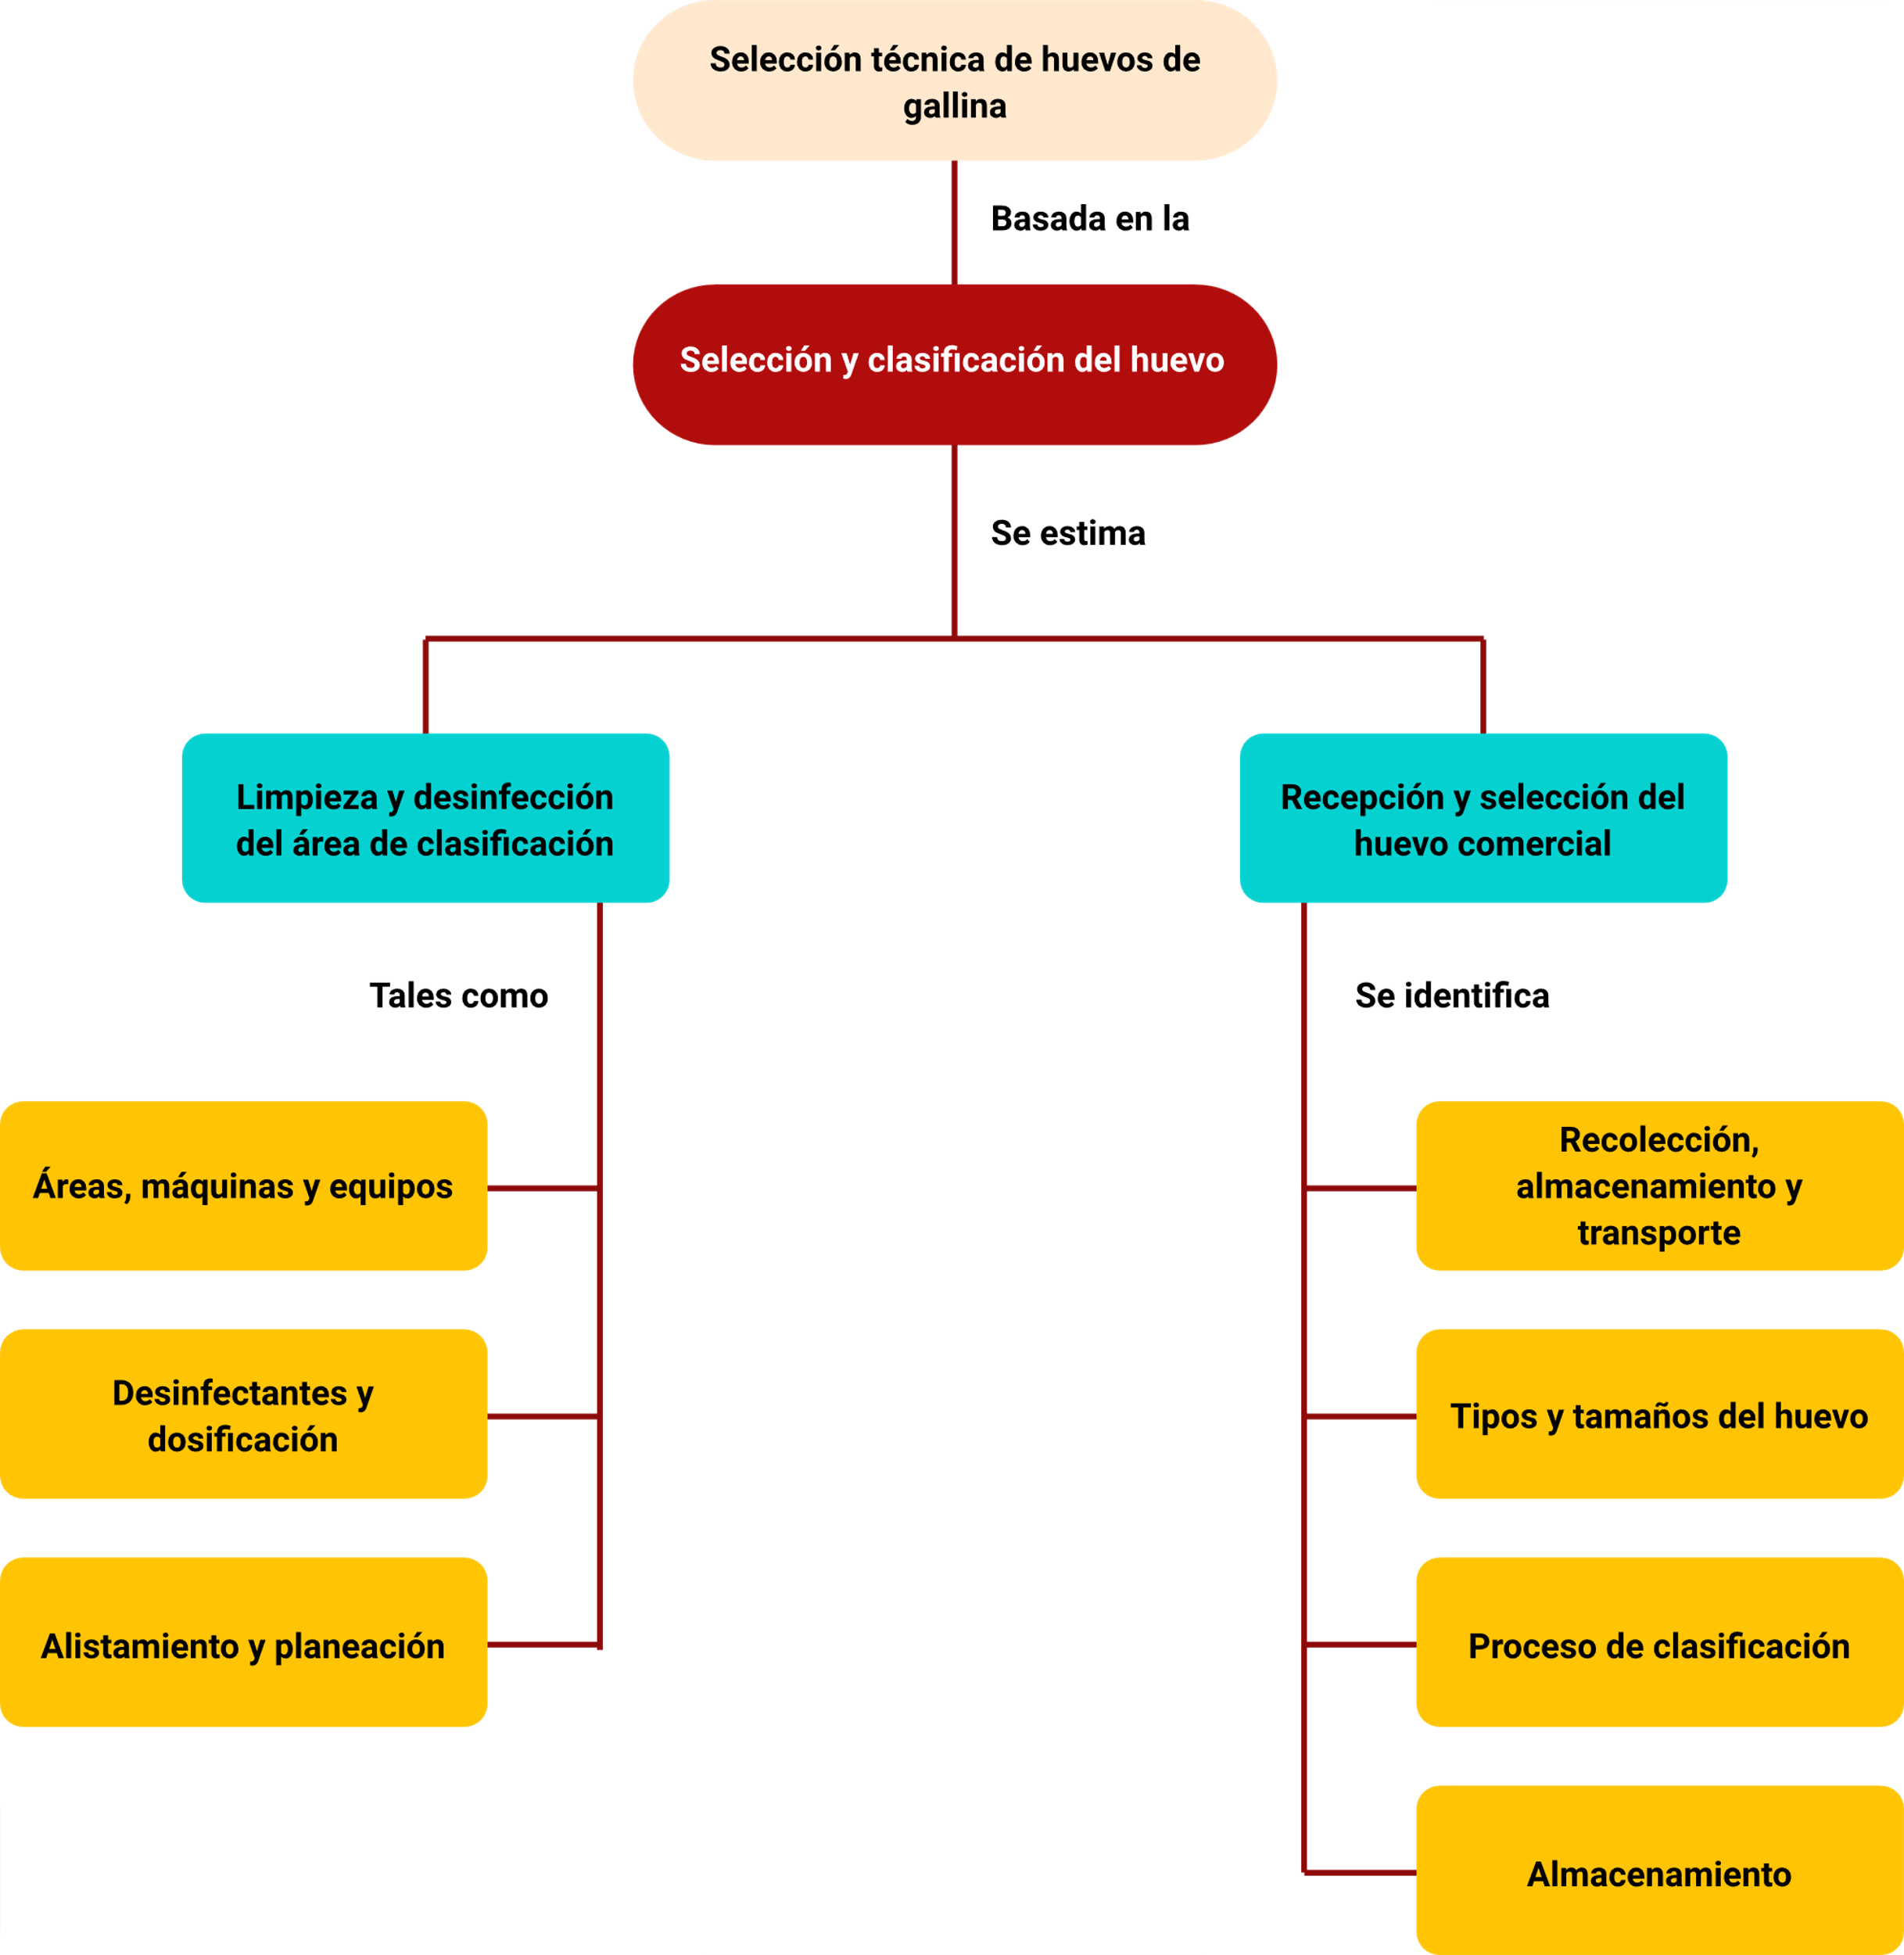 Selección técnica de huevos de
gallina
Basada en la
Selección y clasificación del huevo
Se estima
Limpieza y desinfección
del área de clasificación
Recepción y selección del
huevo comercial
Tales como
Se identifica
Áreas, máquinas y equipos
Recolección,
almacenamiento y
transporte
Desinfectantes y
dosificación
Tipos y tamaños del huevo
Alistamiento y planeación
Proceso de clasificación
Almacenamiento